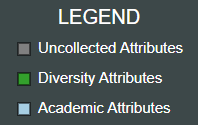 LEGEND
Uncollected Attributes
Diversity Attributes
Academic Attributes